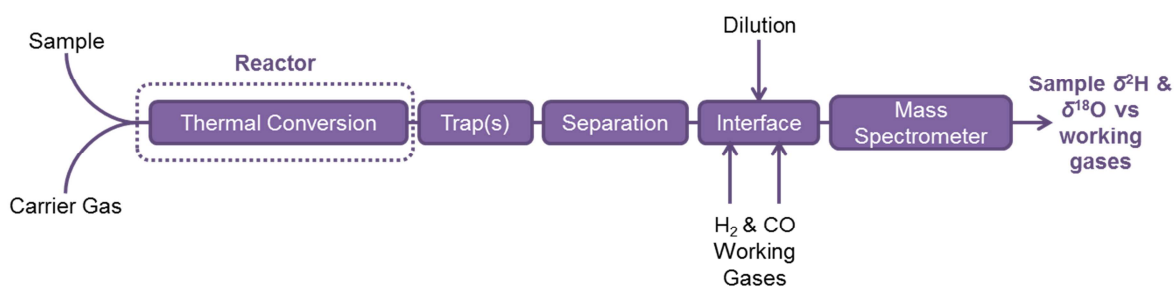 Sample
Dilution
Reactor
Thermal Conversion
Trap(s)
Separation
Interface
Mass
Spectrometer
Sample δ²H &
δ¹⁸O vs
working
gases
Carrier Gas
H₂ & CO
Working
Gases